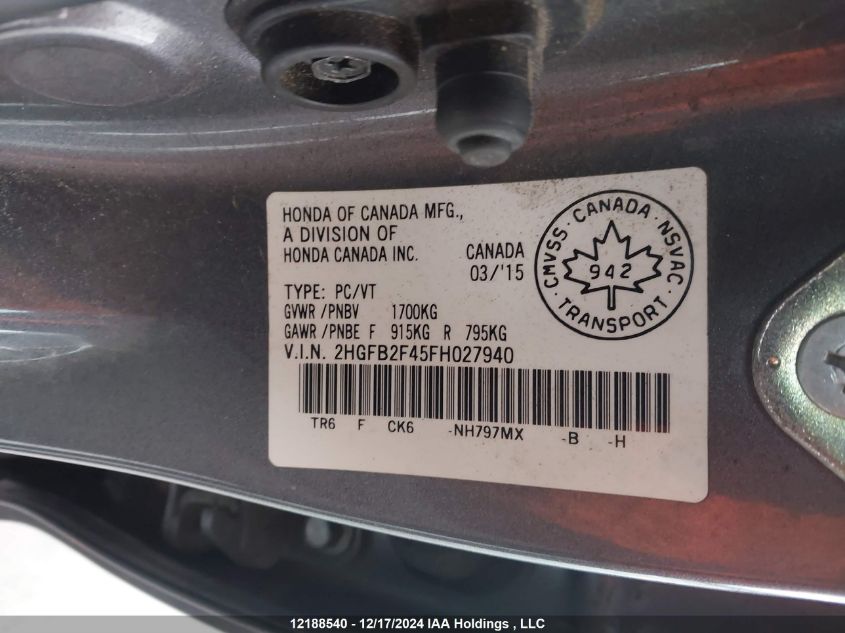 HONDA OF CANADA MFG.,
A DIVISION OF
HONDA CANADA INC. CANADA
03/'15
TYPE: PC/VT
GVWR/PNBV 1700KG
GAWR/PNBE F 915KG R 795KG
V.I.N. 2HGFB2F45FH027940
TR6 F CK6 -NH797MX -B -H
CMVSS · CANADA · NSVAC
942
· TRANSPORT ·
12188540 - 12/17/2024 IAA Holdings , LLC